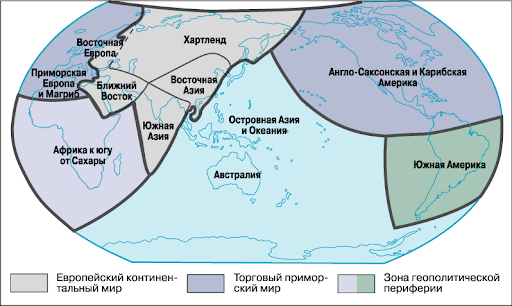 Хартленд
Восточная
Европа
Приморская
Европа
и Магриб
Ближний
Восток
Восточная
Азия
Англо-Саксонская и Карибская
Америка
Островная Азия
и Океания
Южная
Азия
Африка к югу
от Сахары
Южная Америка
Австралия
Европейский континен-
тальный мир
Торговый примор-
ский мир
Зона геополитической
периферии